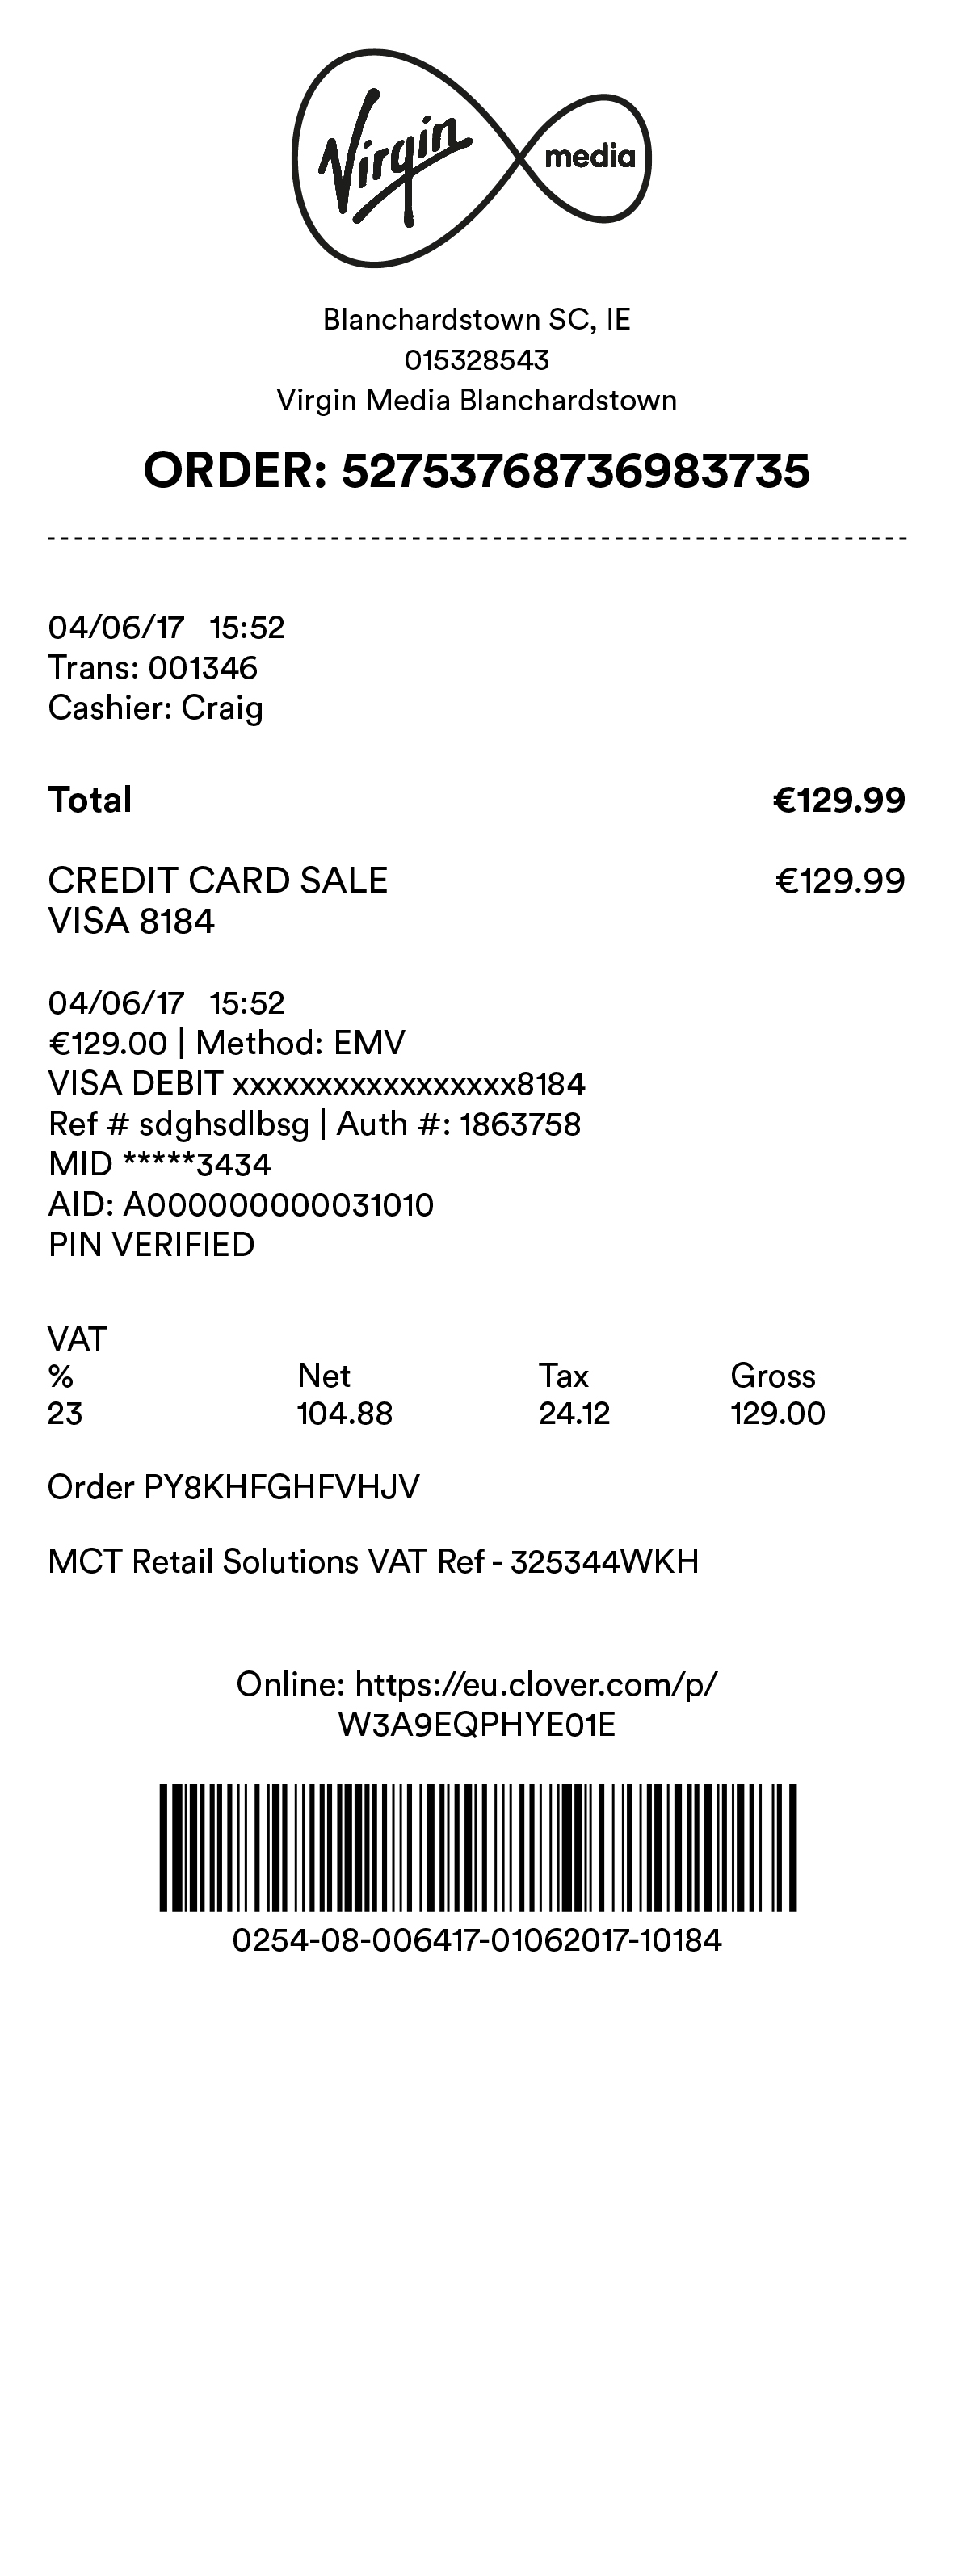 Virgin media
Blanchardstown SC, IE
015328543
Virgin Media Blanchardstown
ORDER: 52753768736983735
04/06/17 15:52
Trans: 001346
Cashier: Craig
Total €129.99
CREDIT CARD SALE €129.99
VISA 8184
04/06/17 15:52
€129.00 | Method: EMV
VISA DEBIT xxxxxxxxxxxxxxxxx8184
Ref # sdghsdlbsg | Auth #: 1863758
MID *****3434
AID: A000000000031010
PIN VERIFIED
VAT
% Net Tax Gross
23 104.88 24.12 129.00
Order PY8KHFGHFVHJV
MCT Retail Solutions VAT Ref - 325344WKH
Online: https://eu.clover.com/p/
W3A9EQPHYE01E
0254-08-006417-01062017-10184